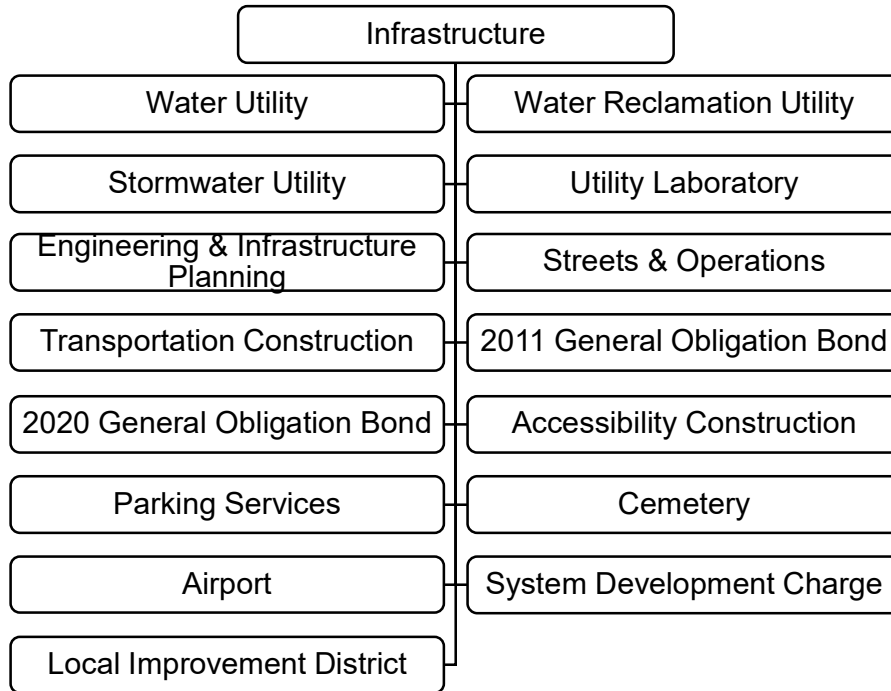 Infrastructure
Water Utility
Water Reclamation Utility
Stormwater Utility
Utility Laboratory
Engineering & Infrastructure
Planning
Streets & Operations
Transportation Construction
2011 General Obligation Bond
2020 General Obligation Bond
Accessibility Construction
Parking Services
Cemetery
Airport
System Development Charge
Local Improvement District